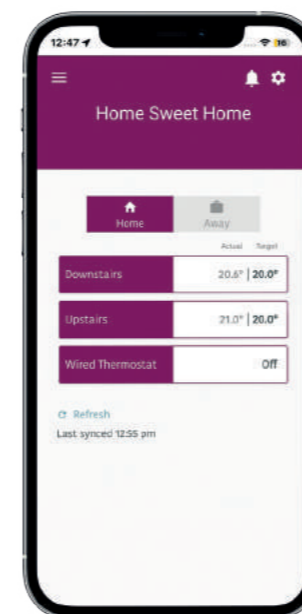 12:47
16
Home Sweet Home
Home Away
Actual Target
Downstairs 20.6° | 20.0°
Upstairs 21.0° | 20.0°
Wired Thermostat Off
Refresh
Last synced 12:55 pm